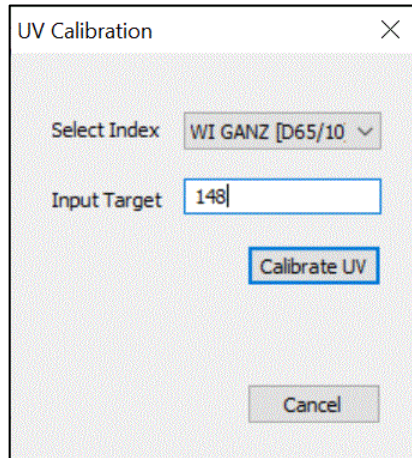 UV Calibration
Select Index WI GANZ [D65/10
Input Target 148
Calibrate UV
Cancel